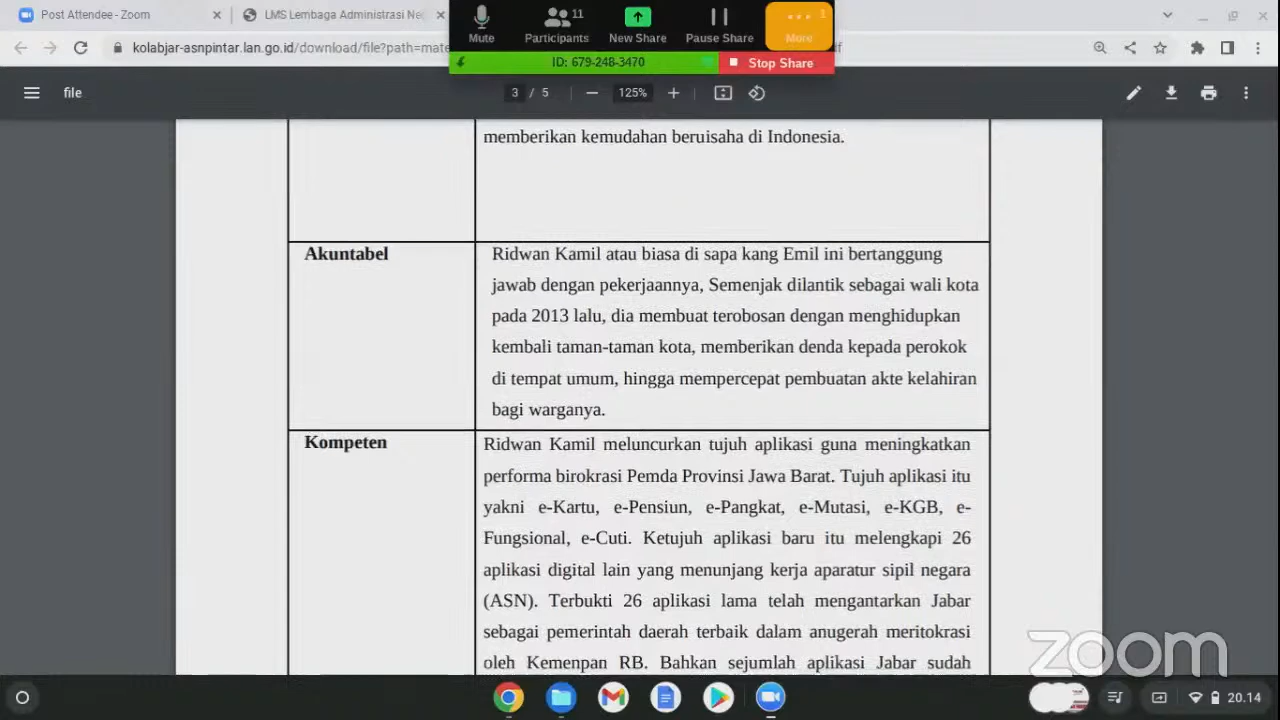 Post Attendee - Zoom
LMS Lembaga Administrasi Ne
11
1
Mute
Participants
New Share
Pause Share
More
ID: 679-248-3470
Stop Share
kolabjar-asnpintar.lan.go.id/download/file?path=mate
if
file
3 / 5
125%
memberikan kemudahan beruisaha di Indonesia.
Akuntabel
Ridwan Kamil atau biasa di sapa kang Emil ini bertanggung
jawab dengan pekerjaannya, Semenjak dilantik sebagai wali kota
pada 2013 lalu, dia membuat terobosan dengan menghidupkan
kembali taman-taman kota, memberikan denda kepada perokok
di tempat umum, hingga mempercepat pembuatan akte kelahiran
bagi warganya.
Kompeten
Ridwan Kamil meluncurkan tujuh aplikasi guna meningkatkan
performa birokrasi Pemda Provinsi Jawa Barat. Tujuh aplikasi itu
yakni e-Kartu, e-Pensiun, e-Pangkat, e-Mutasi, e-KGB, e-
Fungsional, e-Cuti. Ketujuh aplikasi baru itu melengkapi 26
aplikasi digital lain yang menunjang kerja aparatur sipil negara
(ASN). Terbukti 26 aplikasi lama telah mengantarkan Jabar
sebagai pemerintah daerah terbaik dalam anugerah meritokrasi
oleh Kemenpan RB. Bahkan sejumlah aplikasi Jabar sudah
zoom
20.14